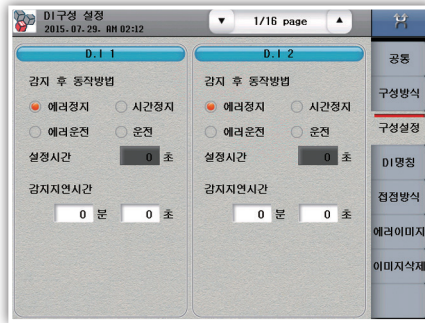 DI구성 설정
2015.07.29. AM 02:12
▼ 1/16 page ▲
D.I 1
감지 후 동작방법
에러정지 시간정지
에러운전 운전
설정시간 0 초
감지지연시간
0 분 0 초
D.I 2
감지 후 동작방법
에러정지 시간정지
에러운전 운전
설정시간 0 초
감지지연시간
0 분 0 초
공통
구성방식
구성설정
DI명칭
접점방식
에러이미지
이미지삭제